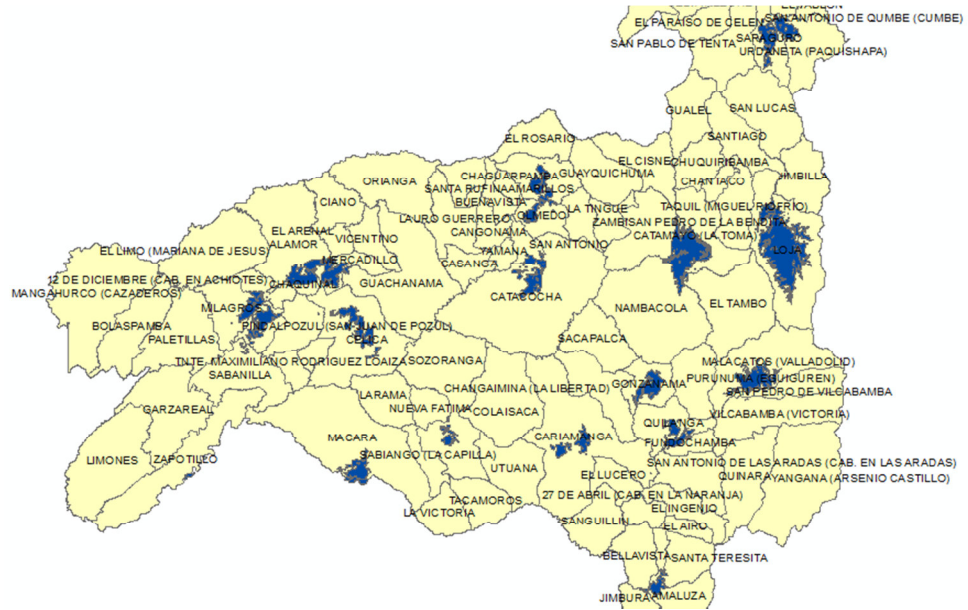 EL PARAISO DE CELEN
SAN ANTONIO DE QUMBE (CUMBE)
SAN PABLO DE TENTA
SARAGURO
URDANETA (PAQUISHAPA)
GUALEL
SAN LUCAS
SANTIAGO
EL ROSARIO
EL CISNE
CHUQUIRIBAMBA
CHAGUARPAMBA
GUAYQUICHUMA
CHANTACO
JIMBILLA
ORIANGA
SANTA RUFINA
AMARILLOS
BUENAVISTA
CIANO
LA TINGUE
TAQUIL (MIGUEL RIOFRIO)
LAURO GUERRERO
OLMEDO
ZAMBI
SAN PEDRO DE LA BENDITA
EL ARENAL
CANGONAMA
CATAMAYO (LA TOMA)
ALAMOR
VICENTINO
YAMANA
SAN ANTONIO
LOJA
EL LIMO (MARIANA DE JESUS)
MERCADILLO
CASANGA
12 DE DICIEMBRE (CAB. EN ACHIOTES)
CHAQUINAL
GUACHANAMA
MANGAHURCO (CAZADEROS)
CATACOCHA
NAMBACOLA
EL TAMBO
MILAGROS
BOLASPAMBA
PALETILLAS
PINDAL
POZUL (SAN JUAN DE POZUL)
CELICA
SACAPALCA
TNTE. MAXIMILIANO RODRIGUEZ LOAIZA
SOZORANGA
MALACATOS (VALLADOLID)
SABANILLA
CHANGAIMINA (LA LIBERTAD)
GONZANAMA
PURUNUMA (EGUIGUREN)
SAN PEDRO DE VILCABAMBA
LARAMA
GARZAREAL
NUEVA FATIMA
COLAISACA
VILCABAMBA (VICTORIA)
QUILANGA
MACARA
CARIAMANGA
FUNDOCHAMBA
LIMONES
ZAPOTILLO
SABIANGO (LA CAPILLA)
UTUANA
SAN ANTONIO DE LAS ARADAS (CAB. EN LAS ARADAS)
EL LUCERO
QUINARA
YANGANA (ARSENIO CASTILLO)
TACAMOROS
27 DE ABRIL (CAB. EN LA NARANJA)
LA VICTORIA
EL INGENIO
SANGUILLIN
EL AIRO
BELLAVISTA
SANTA TERESITA
JIMBURA
AMALUZA